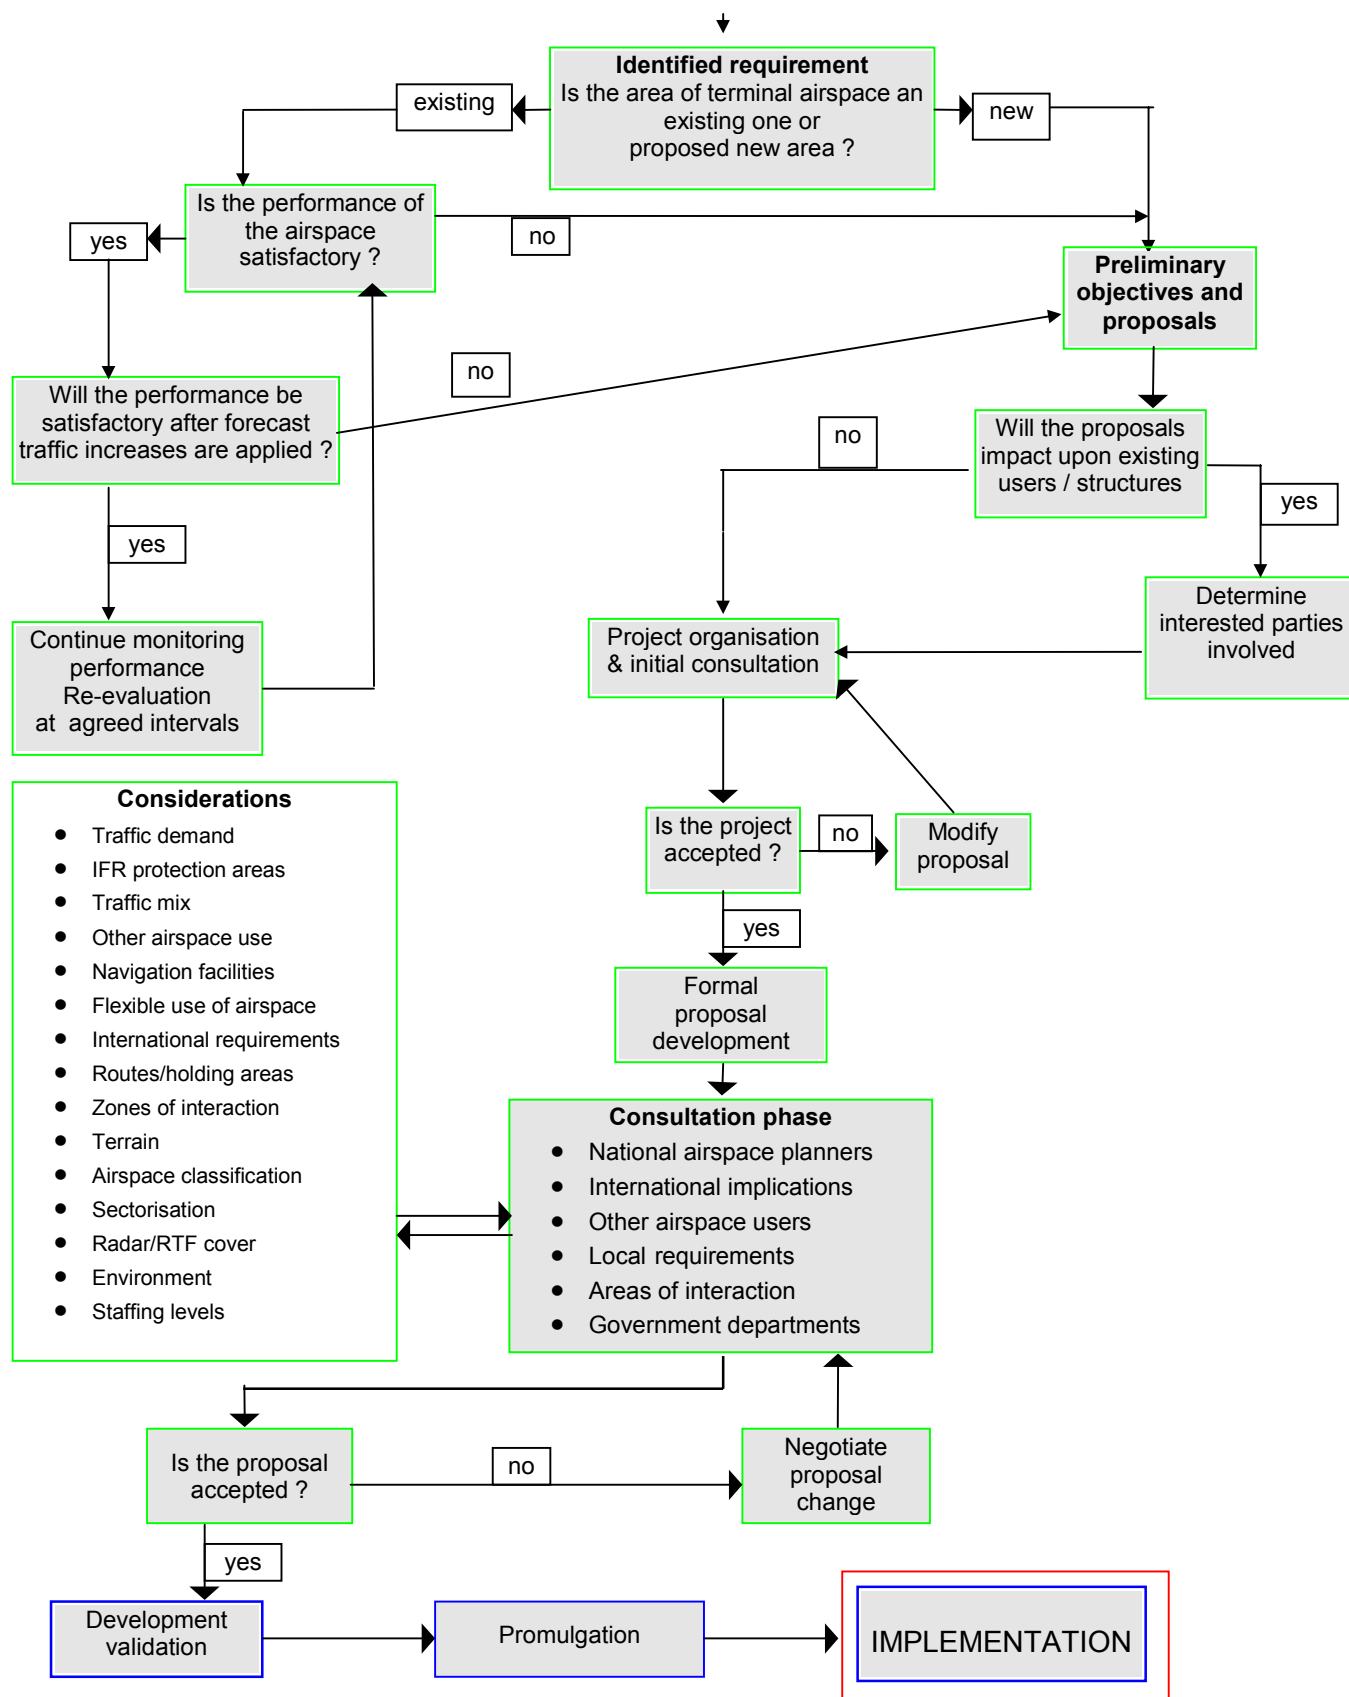 Identified requirement
Is the area of terminal airspace an
existing one or
proposed new area ?
existing
new
Is the performance of
the airspace
satisfactory ?
yes
no
Preliminary
objectives and
proposals
Will the performance be
satisfactory after forecast
traffic increases are applied ?
no
Will the proposals
impact upon existing
users / structures
no
yes
yes
Continue monitoring
performance
Re-evaluation
at agreed intervals
Project organisation
& initial consultation
Determine
interested parties
involved
Considerations
• Traffic demand
• IFR protection areas
• Traffic mix
• Other airspace use
• Navigation facilities
• Flexible use of airspace
• International requirements
• Routes/holding areas
• Zones of interaction
• Terrain
• Airspace classification
• Sectorisation
• Radar/RTF cover
• Environment
• Staffing levels
Is the project
accepted ?
no
Modify
proposal
yes
Formal
proposal
development
Consultation phase
• National airspace planners
• International implications
• Other airspace users
• Local requirements
• Areas of interaction
• Government departments
Is the proposal
accepted ?
no
Negotiate
proposal
change
yes
Development
validation
Promulgation
IMPLEMENTATION